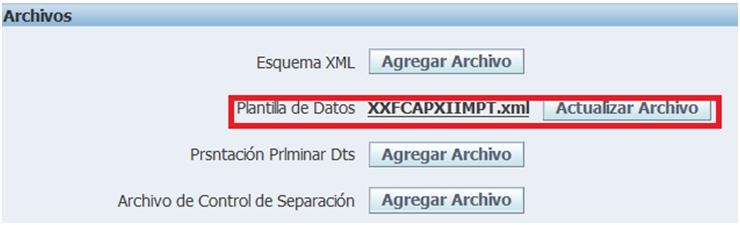 Archivos
Esquema XML Agregar Archivo
Plantilla de Datos XXFCAPXIIMPT.xml Actualizar Archivo
Prsntación Prlminar Dts Agregar Archivo
Archivo de Control de Separación Agregar Archivo